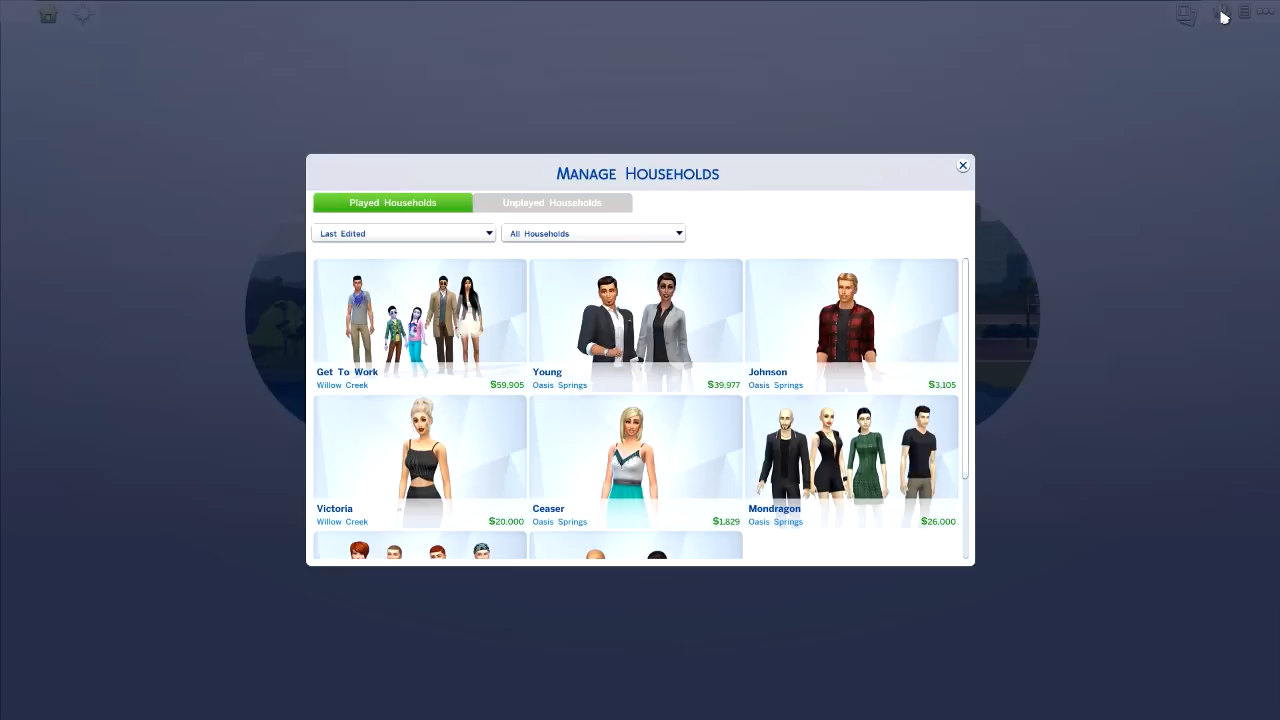 Manage Households
Played Households
Unplayed Households
Last Edited
All Households
Get To Work
Willow Creek
$59,905
Young
Oasis Springs
$39,977
Johnson
Oasis Springs
$3,105
Victoria
Willow Creek
$20,000
Ceaser
Oasis Springs
$1,829
Mondragon
Oasis Springs
$26,000